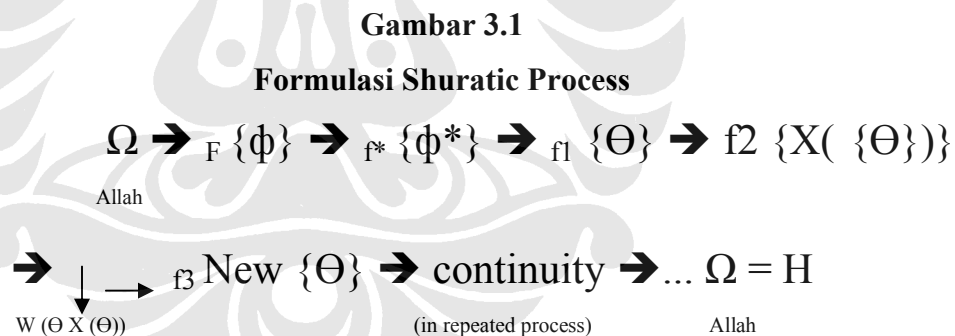 Gambar 3.1
Formulasi Shuratic Process
Ω ➔ F {ф} ➔ f* {ф*} ➔ f1 {Ө} ➔ f2 {X( {Ө})}
Allah
➔ ↓ → f3 New {Ө} ➔ continuity ➔... Ω = H
W (Ө X (Ө)) (in repeated process) Allah